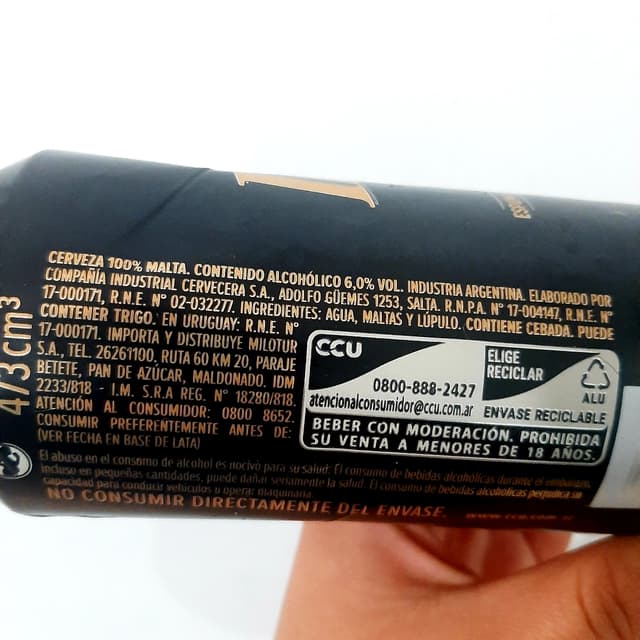 CERVEZA 100% MALTA. CONTENIDO ALCOHÓLICO 6,0% VOL. INDUSTRIA ARGENTINA. ELABORADO POR
COMPAÑÍA INDUSTRIAL CERVECERA S.A., ADOLFO GÜEMES 1253, SALTA. R.N.P.A. N° 17-004147, R.N.E. N°
17-000171, R.N.E. N° 02-032277. INGREDIENTES: AGUA, MALTAS Y LÚPULO. CONTIENE CEBADA. PUEDE
CONTENER TRIGO. EN URUGUAY: R.N.E. N°
17-000171. IMPORTA Y DISTRIBUYE MILOTUR
S.A., TEL. 26261100, RUTA 60 KM 20, PARAJE
BETETE, PAN DE AZÚCAR, MALDONADO. IDM
2233/818 - I.M. S.R.A REG. N° 18280/818.
ATENCIÓN AL CONSUMIDOR: 0800 8652.
CONSUMIR PREFERENTEMENTE ANTES DE:
(VER FECHA EN BASE DE LATA)
CCU
0800-888-2427
atencionalconsumidor@ccu.com.ar
ELIGE
RECICLAR
ALU
ENVASE RECICLABLE
BEBER CON MODERACIÓN. PROHIBIDA
SU VENTA A MENORES DE 18 AÑOS.
El abuso en el consumo de alcohol es nocivo para su salud. El consumo de bebidas alcohólicas durante el embarazo,
incluso en pequeñas cantidades, puede dañar seriamente la salud. El consumo de bebidas alcohólicas perjudica su
capacidad para conducir vehículos u operar maquinaria.
NO CONSUMIR DIRECTAMENTE DEL ENVASE.
473 cm³